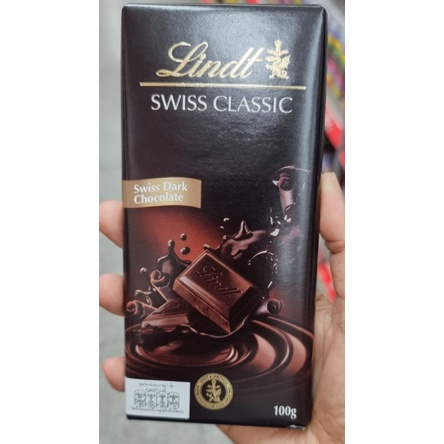 Lindt
SWISS CLASSIC
Swiss Dark
Chocolate
Lindt
100g